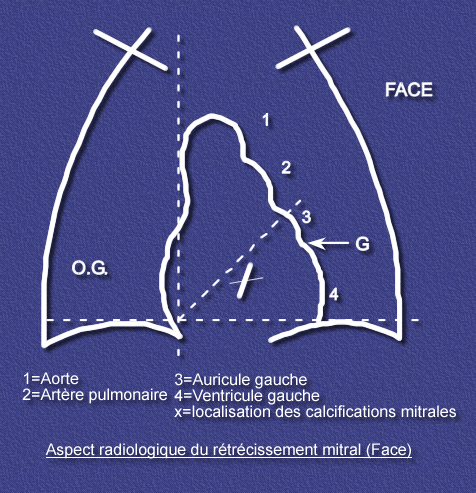 FACE
1
2
3
G
O.G.
4
1=Aorte
2=Artère pulmonaire
3=Auricule gauche
4=Ventricule gauche
x=localisation des calcifications mitrales
Aspect radiologique du rétrécissement mitral (Face)